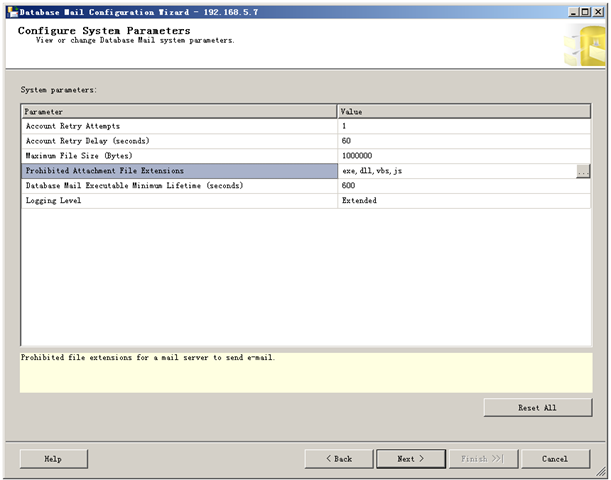 Database Mail Configuration Wizard - 192.168.5.7
Configure System Parameters
View or change Database Mail system parameters.
System parameters:
Parameter Value
Account Retry Attempts 1
Account Retry Delay (seconds) 60
Maximum File Size (Bytes) 1000000
Prohibited Attachment File Extensions exe,dll,vbs,js ...
Database Mail Executable Minimum Lifetime (seconds) 600
Logging Level Extended
Prohibited file extensions for a mail server to send e-mail.
Reset All
Help < Back Next > Finish >>| Cancel